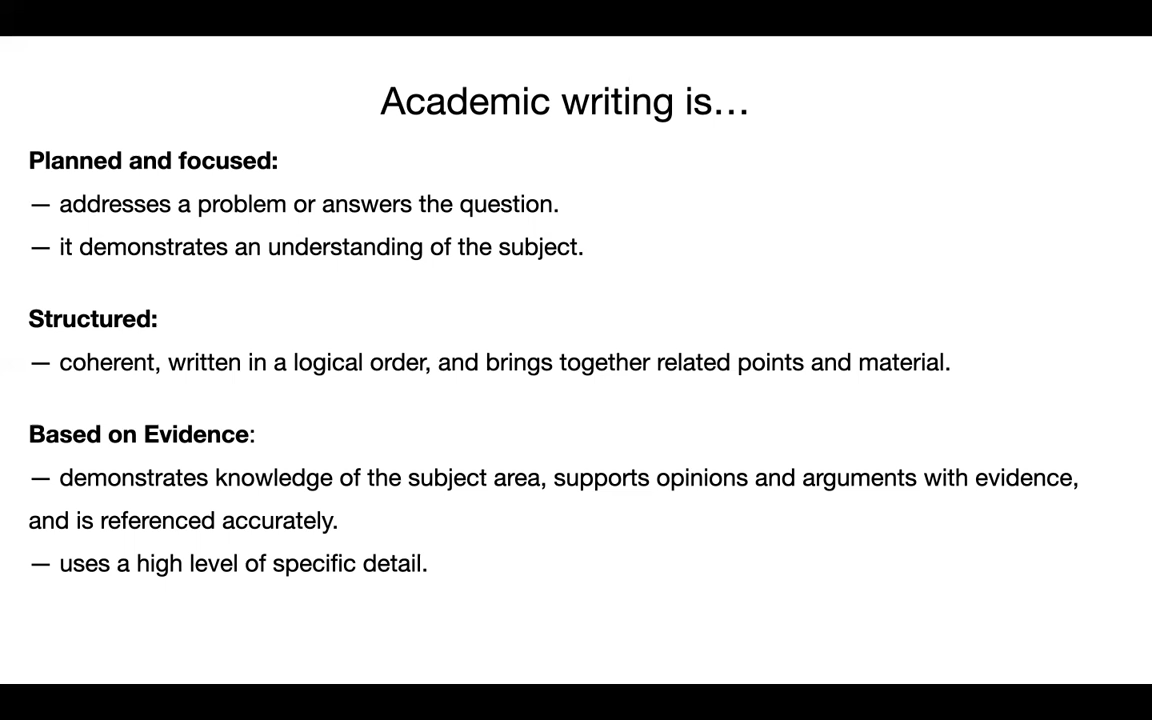 Academic writing is…
Planned and focused:
— addresses a problem or answers the question.
— it demonstrates an understanding of the subject.
Structured:
— coherent, written in a logical order, and brings together related points and material.
Based on Evidence:
— demonstrates knowledge of the subject area, supports opinions and arguments with evidence,
and is referenced accurately.
— uses a high level of specific detail.